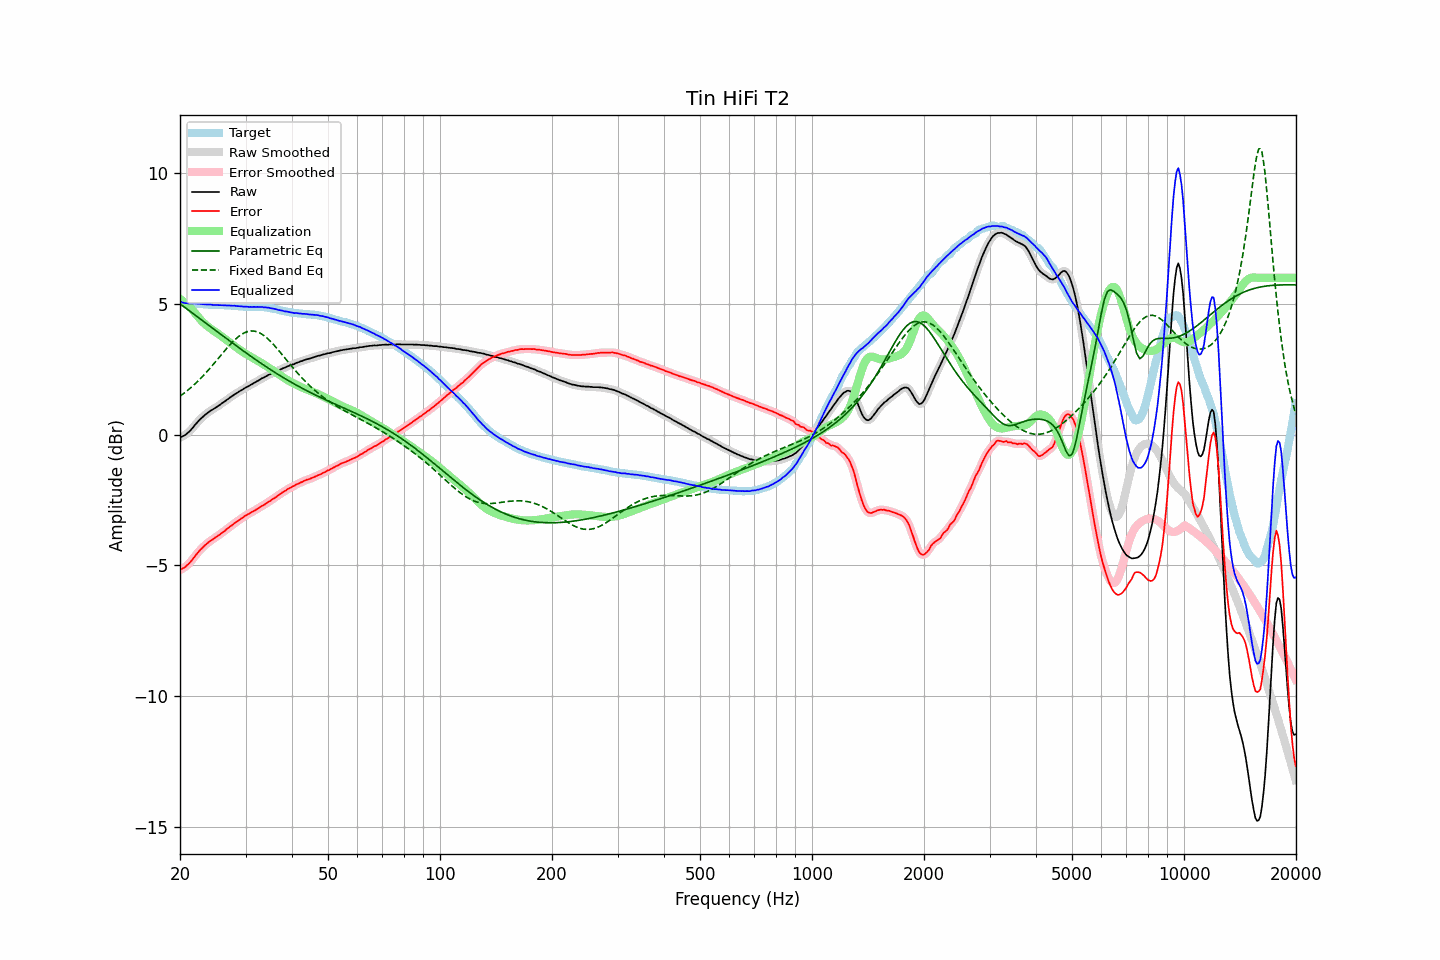 Tin HiFi T2
Target
Raw Smoothed
Error Smoothed
Raw
Error
Equalization
Parametric Eq
Fixed Band Eq
Equalized
Amplitude (dBr)
10
5
0
−5
−10
−15
20
50
100
200
500
1000
2000
5000
10000
20000
Frequency (Hz)